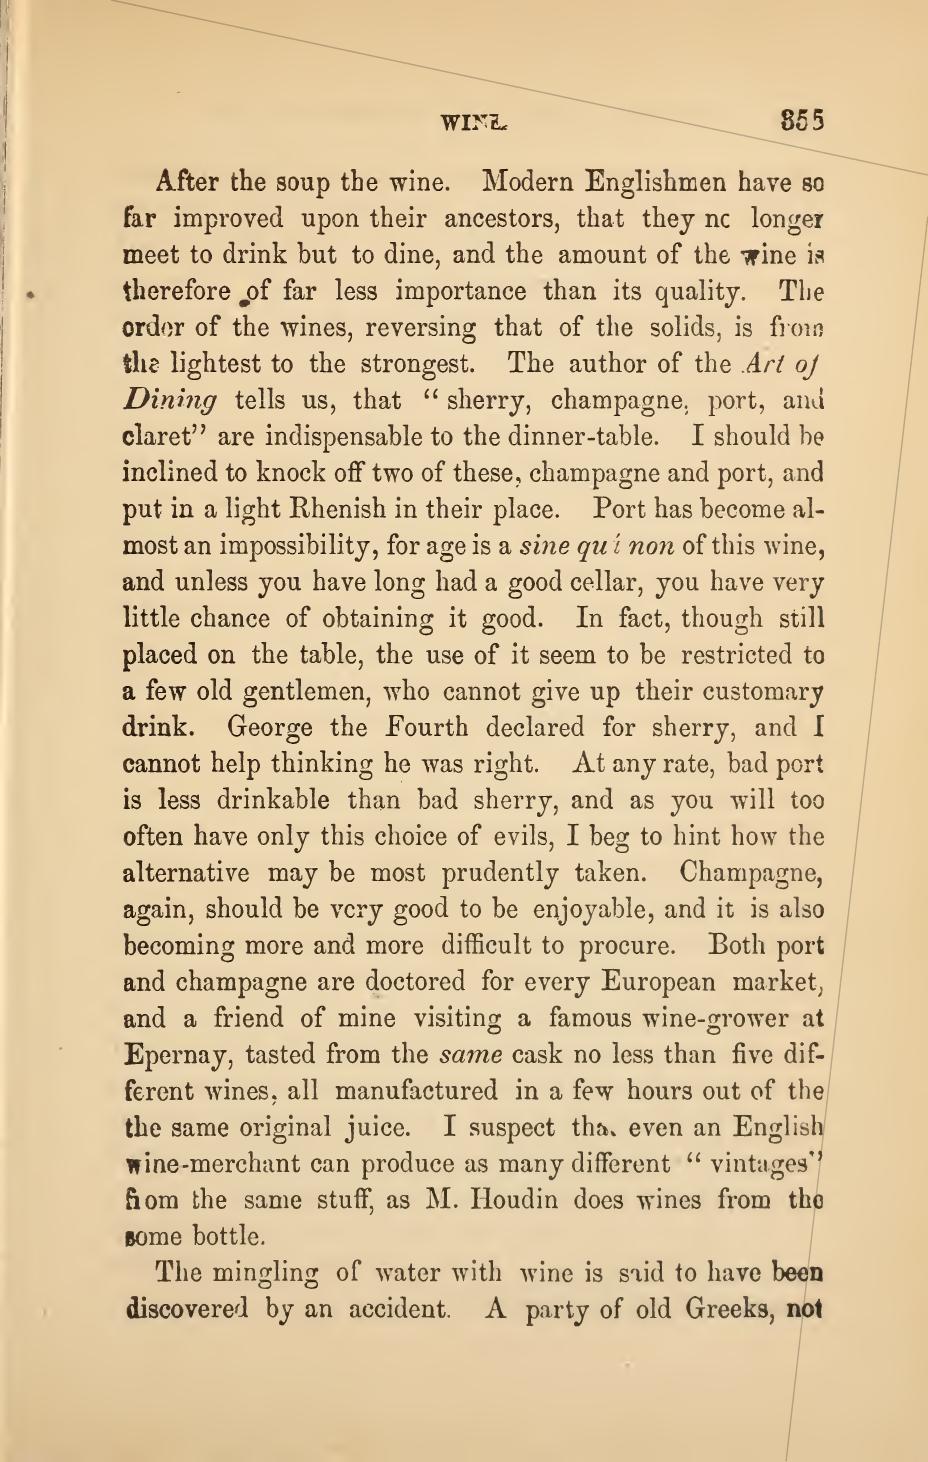 WINE. 355
After the soup the wine. Modern Englishmen have so
far improved upon their ancestors, that they no longer
meet to drink but to dine, and the amount of the wine is
therefore of far less importance than its quality. The
order of the wines, reversing that of the solids, is from
the lightest to the strongest. The author of the Art of
Dining tells us, that “ sherry, champagne, port, and
claret” are indispensable to the dinner-table. I should be
inclined to knock off two of these, champagne and port, and
put in a light Rhenish in their place. Port has become al-
most an impossibility, for age is a sine quâ non of this wine,
and unless you have long had a good cellar, you have very
little chance of obtaining it good. In fact, though still
placed on the table, the use of it seem to be restricted to
a few old gentlemen, who cannot give up their customary
drink. George the Fourth declared for sherry, and I
cannot help thinking he was right. At any rate, bad port
is less drinkable than bad sherry, and as you will too
often have only this choice of evils, I beg to hint how the
alternative may be most prudently taken. Champagne,
again, should be very good to be enjoyable, and it is also
becoming more and more difficult to procure. Both port
and champagne are doctored for every European market,
and a friend of mine visiting a famous wine-grower at
Epernay, tasted from the same cask no less than five dif-
ferent wines, all manufactured in a few hours out of the
the same original juice. I suspect that even an English
wine-merchant can produce as many different “ vintages”
from the same stuff, as M. Houdin does wines from the
some bottle.
The mingling of water with wine is said to have been
discovered by an accident. A party of old Greeks, not